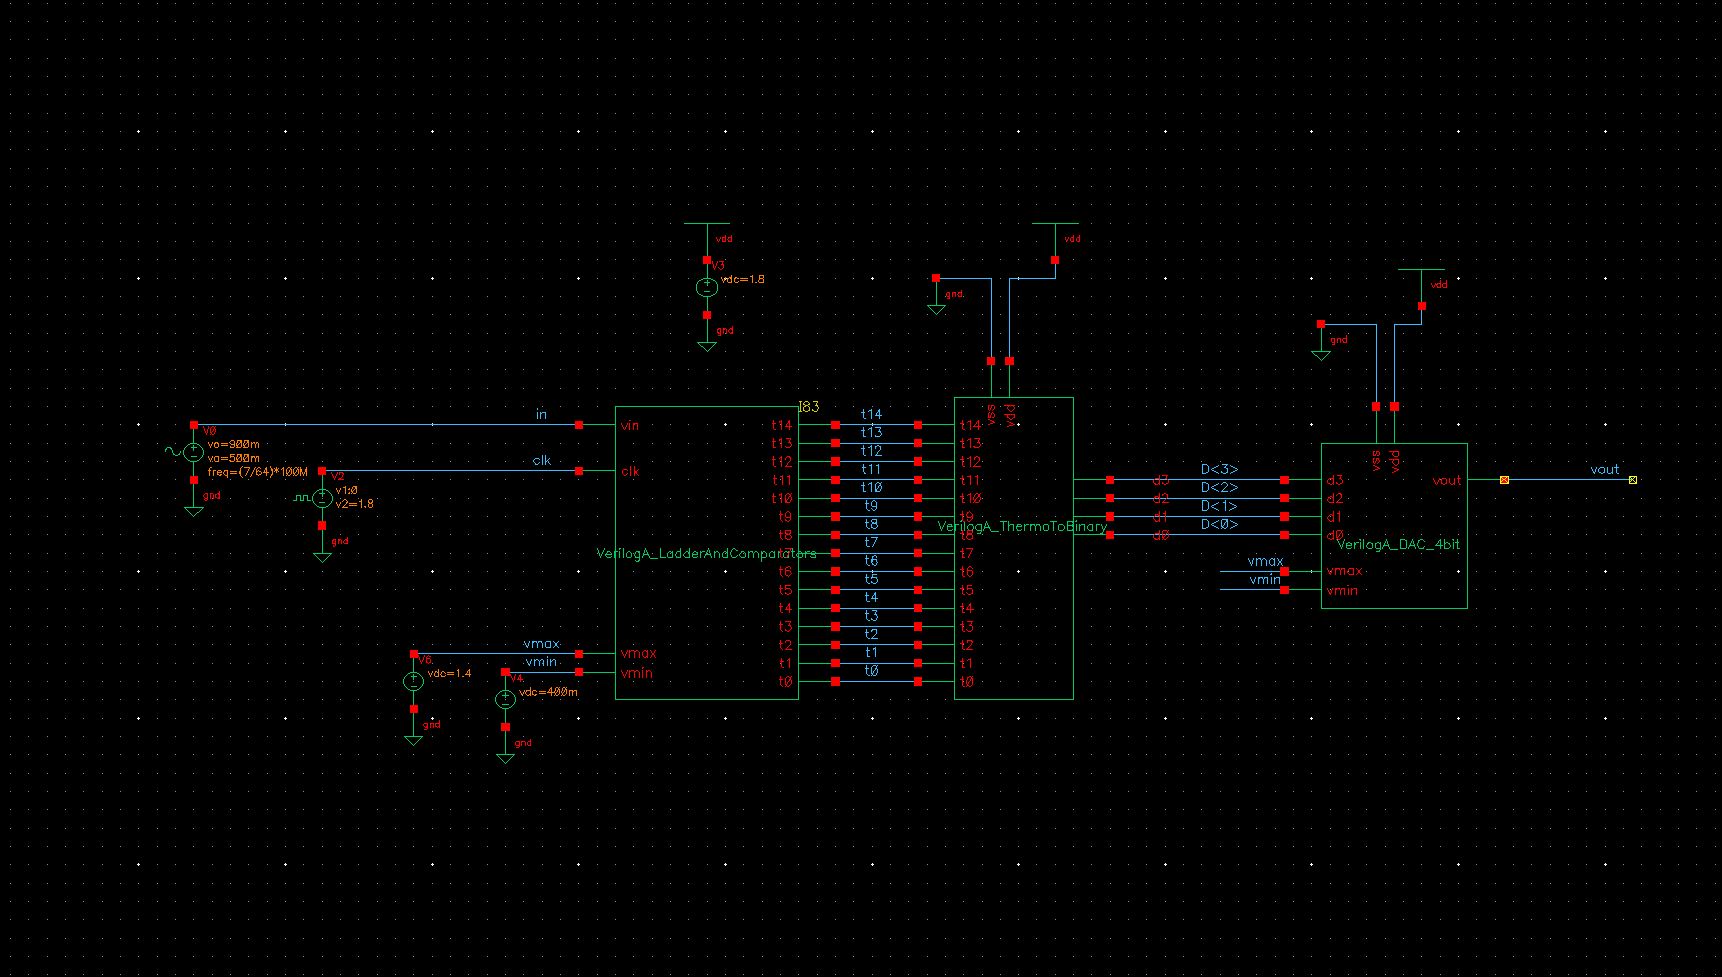 vdd
V3
vdc=1.8
gnd
vdd
gnd
vdd
gnd
in
V0
vo=900m
va=500m
freq=(7/64)*100M
gnd
clk
V2
v1:0
v2=1.8
gnd
vmax
V6
vdc=1.4
gnd
vmin
V4
vdc=400m
gnd
I83
vin
clk
vmax
vmin
VerilogA_LadderAndComparators
t14
t13
t12
t11
t10
t9
t8
t7
t6
t5
t4
t3
t2
t1
t0
t14
t13
t12
t11
t10
t9
t8
t7
t6
t5
t4
t3
t2
t1
t0
vss
vdd
t14
t13
t12
t11
t10
t9
t8
t7
t6
t5
t4
t3
t2
t1
t0
VerilogA_ThermoToBinary
d3
d2
d1
d0
D<3>
D<2>
D<1>
D<0>
vmax
vmin
vss
vdd
d3
d2
d1
d0
VerilogA_DAC_4bit
vmax
vmin
vout
vout